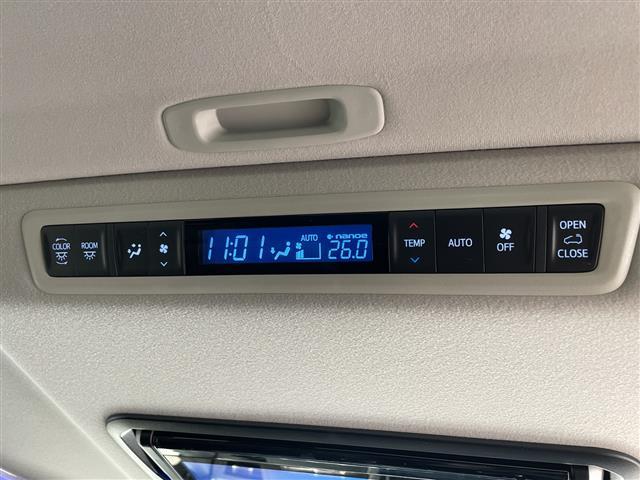 COLOR
ROOM
11:01
AUTO
nanoe
26.0
TEMP
AUTO
OFF
OPEN
CLOSE